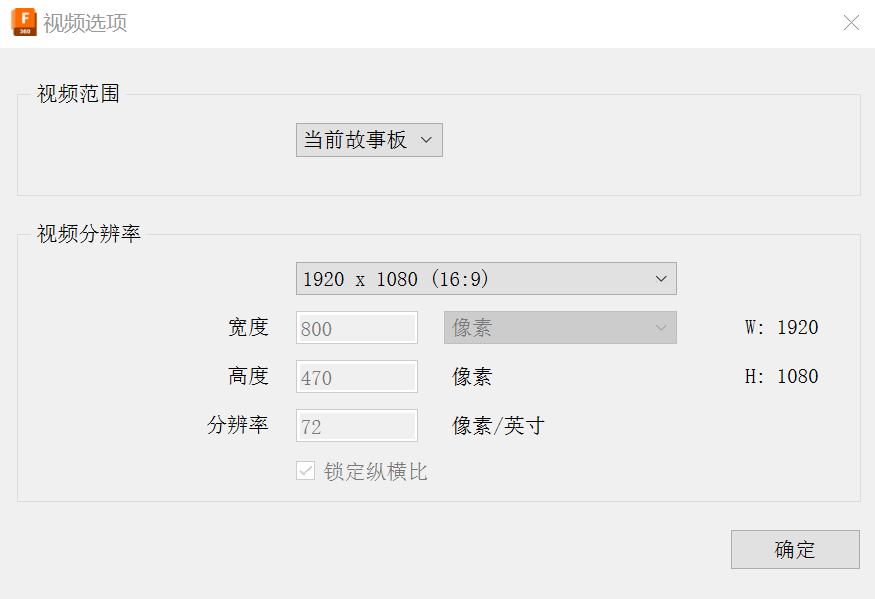 F
360
视频选项
视频范围
当前故事板
视频分辨率
1920 x 1080 (16:9)
宽度 800 像素 W: 1920
高度 470 像素 H: 1080
分辨率 72 像素/英寸
锁定纵横比
确定